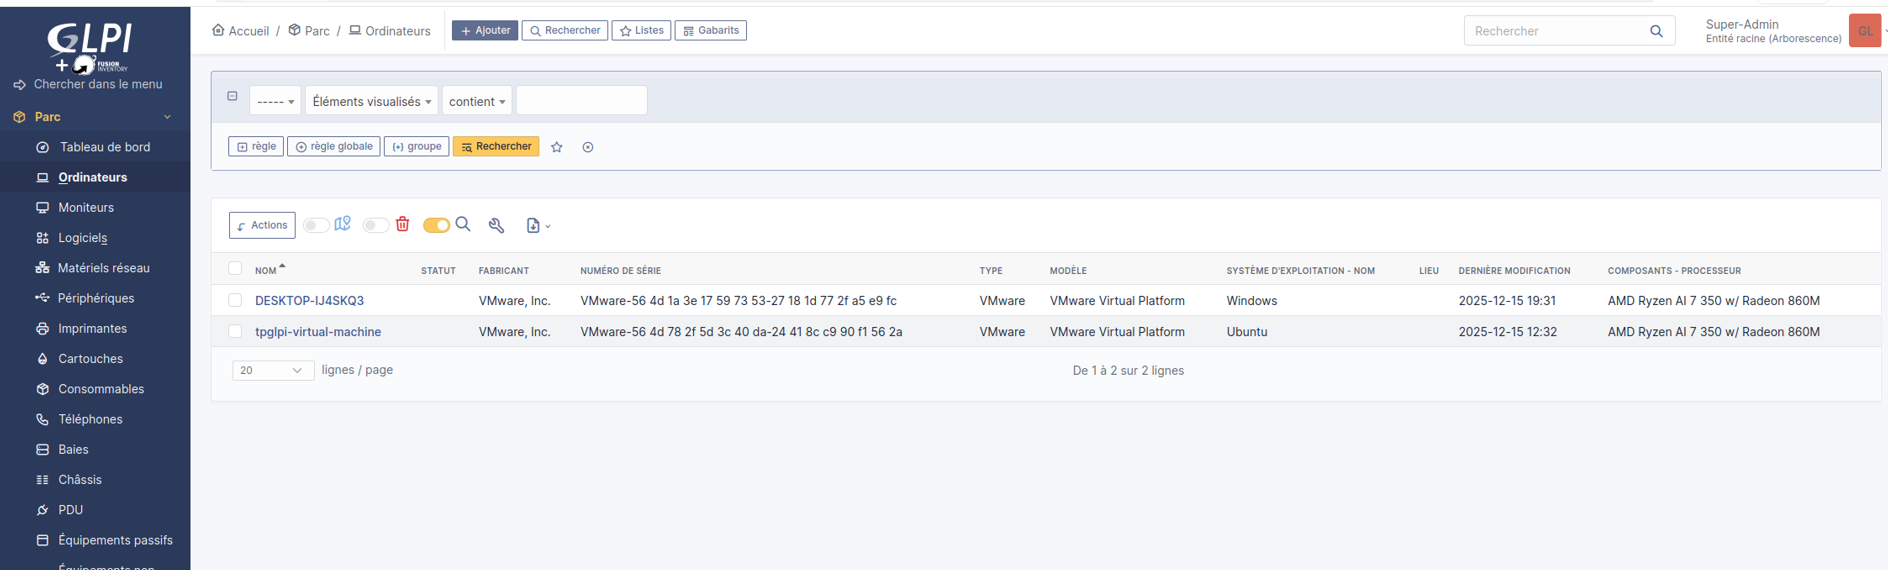 GLPI
+ FUSION INVENTORY
Chercher dans le menu
Parc
Tableau de bord
Ordinateurs
Moniteurs
Logiciels
Matériels réseau
Périphériques
Imprimantes
Cartouches
Consommables
Téléphones
Baies
Châssis
PDU
Équipements passifs
Équipements non
Accueil / Parc / Ordinateurs
+ Ajouter Rechercher Listes Gabarits
Rechercher
Super-Admin
Entité racine (Arborescence)
GL
----- Éléments visualisés contient
règle règle globale {+} groupe Rechercher
Actions
NOM STATUT FABRICANT NUMÉRO DE SÉRIE TYPE MODÈLE SYSTÈME D'EXPLOITATION - NOM LIEU DERNIÈRE MODIFICATION COMPOSANTS - PROCESSEUR
DESKTOP-IJ4SKQ3 VMware, Inc. VMware-56 4d 1a 3e 17 59 73 53-27 18 1d 77 2f a5 e9 fc VMware VMware Virtual Platform Windows 2025-12-15 19:31 AMD Ryzen AI 7 350 w/ Radeon 860M
tpglpi-virtual-machine VMware, Inc. VMware-56 4d 78 2f 5d 3c 40 da-24 41 8c c9 90 f1 56 2a VMware VMware Virtual Platform Ubuntu 2025-12-15 12:32 AMD Ryzen AI 7 350 w/ Radeon 860M
20 lignes / page De 1 à 2 sur 2 lignes